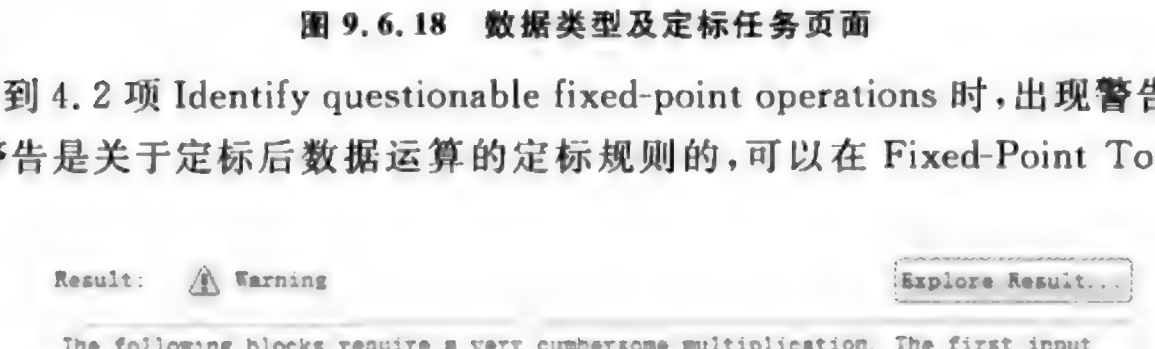 图 9.6.18 数据类型及定标任务页面
到 4.2 项 Identify questionable fixed-point operations 时,出现警告
告是关于定标后数据运算的定标规则的,可以在 Fixed-Point To
Result: Warning Explore Result...
The following blocks require a very cumbersome multiplication. The first input